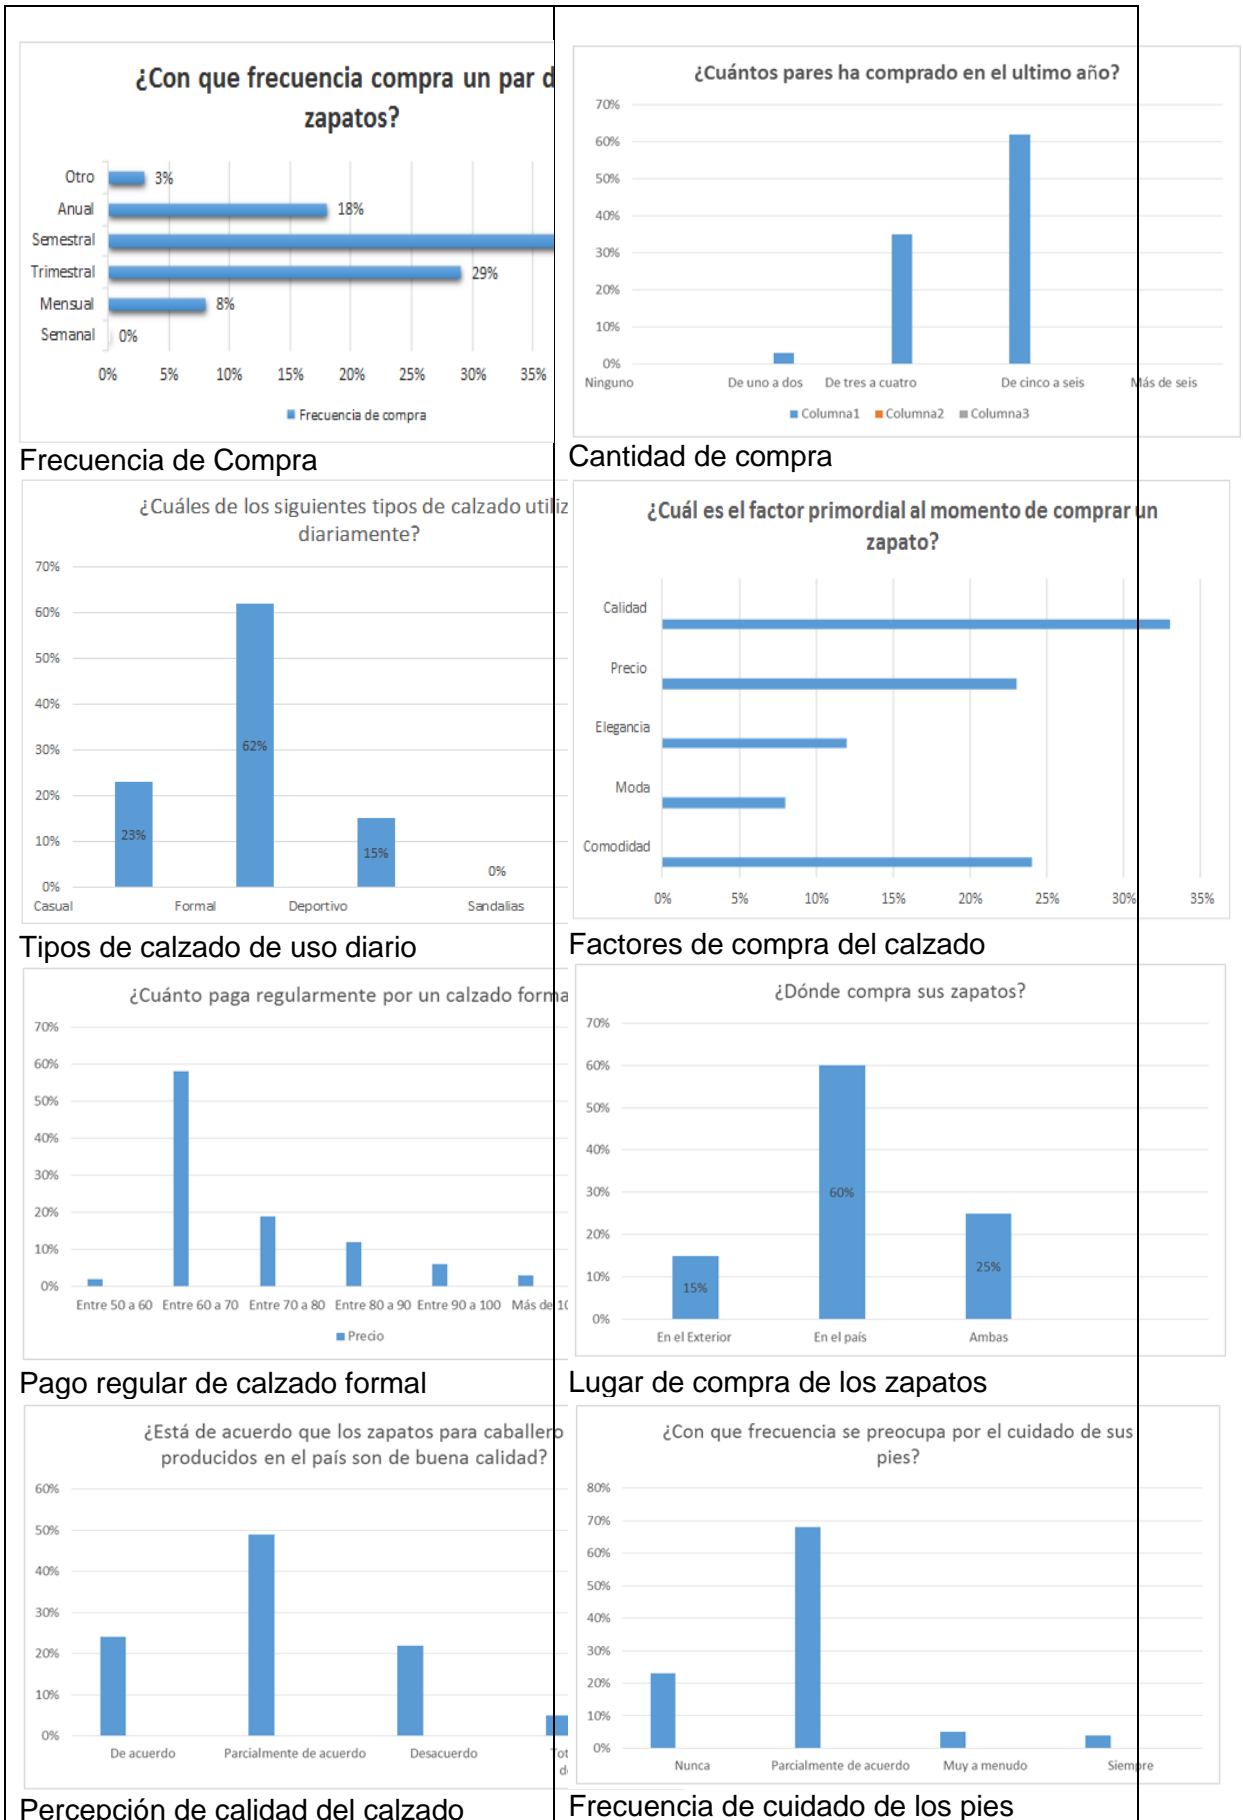 ¿Con que frecuencia compra un par d
zapatos?
Otro
3%
Anual
18%
Semestral
Trimestral
29%
Mensual
8%
Semanal
0%
0% 5% 10% 15% 20% 25% 30% 35%
Frecuencia de compra
Frecuencia de Compra
¿Cuántos pares ha comprado en el ultimo año?
70%
60%
50%
40%
30%
20%
10%
0%
Ninguno De uno a dos De tres a cuatro De cinco a seis Más de seis
Columna1 Columna2 Columna3
Cantidad de compra
¿Cuáles de los siguientes tipos de calzado utiliz
diariamente?
70%
60%
50%
40%
30%
20%
10%
0%
23%
62%
15%
0%
Casual Formal Deportivo Sandalias
Tipos de calzado de uso diario
¿Cuál es el factor primordial al momento de comprar un
zapato?
Calidad
Precio
Elegancia
Moda
Comodidad
0% 5% 10% 15% 20% 25% 30% 35%
Factores de compra del calzado
¿Cuánto paga regularmente por un calzado forma
70%
60%
50%
40%
30%
20%
10%
0%
Entre 50 a 60 Entre 60 a 70 Entre 70 a 80 Entre 80 a 90 Entre 90 a 100 Más de 10
Precio
Pago regular de calzado formal
¿Dónde compra sus zapatos?
70%
60%
50%
40%
30%
20%
10%
0%
15%
60%
25%
En el Exterior En el país Ambas
Lugar de compra de los zapatos
¿Está de acuerdo que los zapatos para caballero
producidos en el país son de buena calidad?
60%
50%
40%
30%
20%
10%
0%
De acuerdo Parcialmente de acuerdo Desacuerdo Tot
d
Percepción de calidad del calzado
¿Con que frecuencia se preocupa por el cuidado de sus
pies?
80%
70%
60%
50%
40%
30%
20%
10%
0%
Nunca Parcialmente de acuerdo Muy a menudo Siempre
Frecuencia de cuidado de los pies